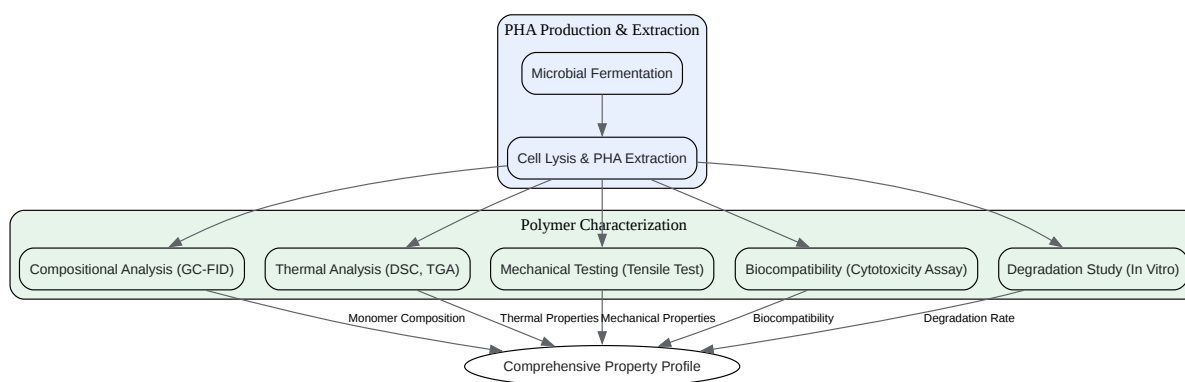 PHA Production & Extraction
Microbial Fermentation
Cell Lysis & PHA Extraction
Polymer Characterization
Compositional Analysis (GC-FID)
Thermal Analysis (DSC, TGA)
Mechanical Testing (Tensile Test)
Biocompatibility (Cytotoxicity Assay)
Degradation Study (In Vitro)
Monomer Composition
Thermal Properties
Mechanical Properties
Biocompatibility
Degradation Rate
Comprehensive Property Profile